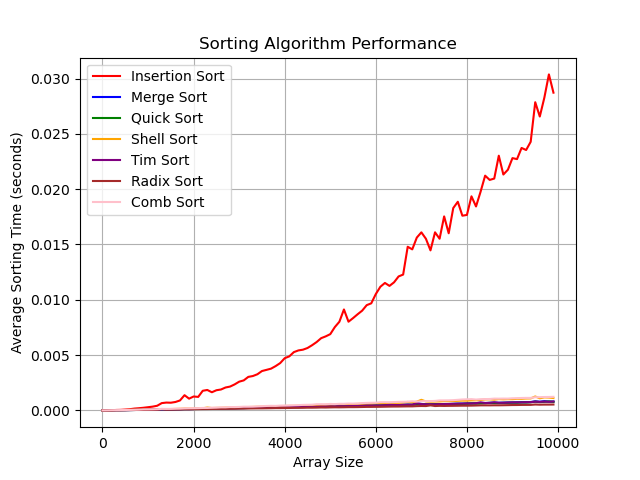 Sorting Algorithm Performance
Insertion Sort
Merge Sort
Quick Sort
Shell Sort
Tim Sort
Radix Sort
Comb Sort
Average Sorting Time (seconds)
0.030
0.025
0.020
0.015
0.010
0.005
0.000
0 2000 4000 6000 8000 10000
Array Size